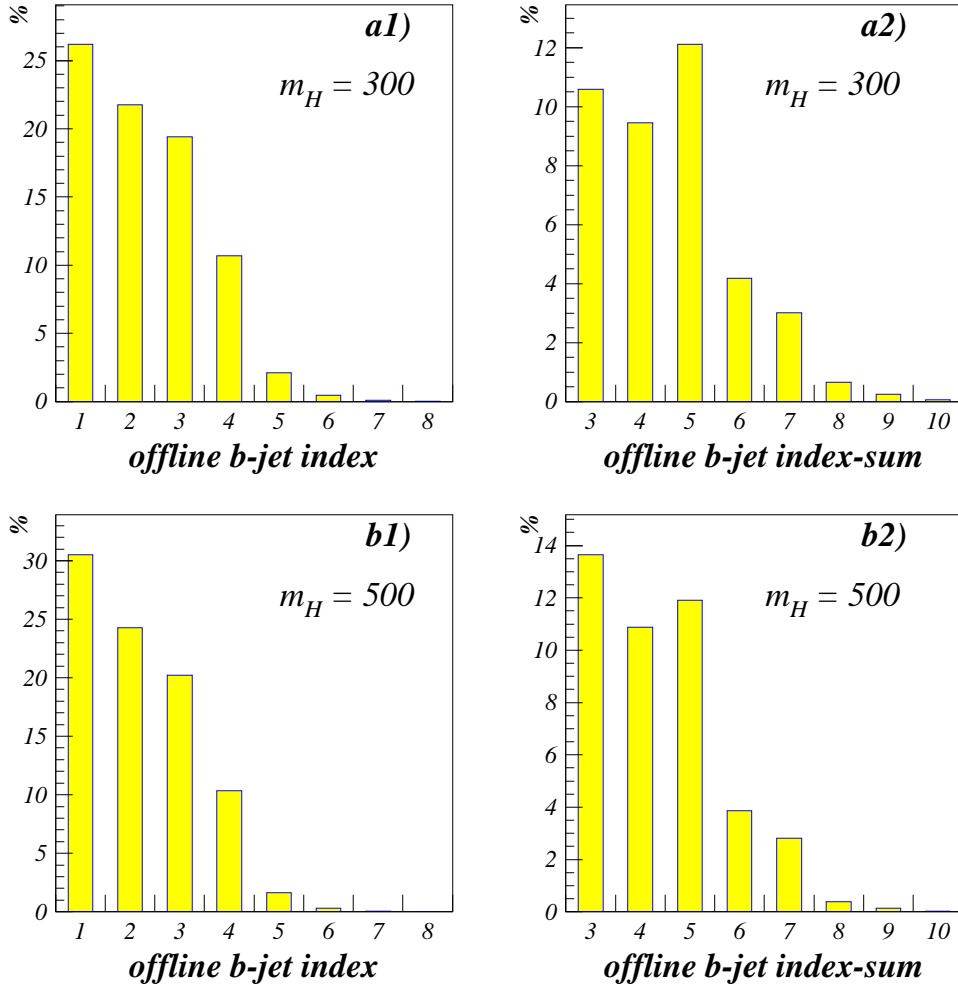 %
a1)
m_H = 300
25
20
15
10
5
0
1 2 3 4 5 6 7 8
offline b-jet index
%
a2)
m_H = 300
12
10
8
6
4
2
0
3 4 5 6 7 8 9 10
offline b-jet index-sum
%
b1)
m_H = 500
30
25
20
15
10
5
0
1 2 3 4 5 6 7 8
offline b-jet index
%
b2)
m_H = 500
14
12
10
8
6
4
2
0
3 4 5 6 7 8 9 10
offline b-jet index-sum